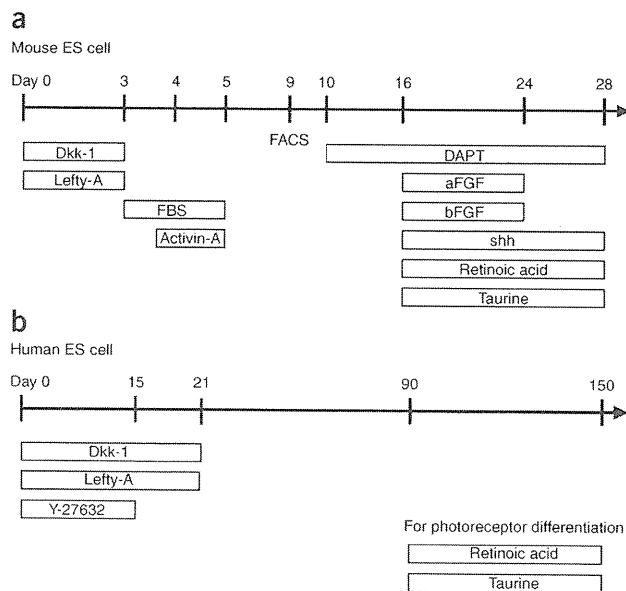 a
Mouse ES cell
Day 0 3 4 5 9 10 16 24 28
FACS
Dkk-1
DAPT
Lefty-A
aFGF
FBS
bFGF
Activin-A
shh
Retinoic acid
Taurine
b
Human ES cell
Day 0 15 21 90 150
Dkk-1
Lefty-A
Y-27632
For photoreceptor differentiation
Retinoic acid
Taurine